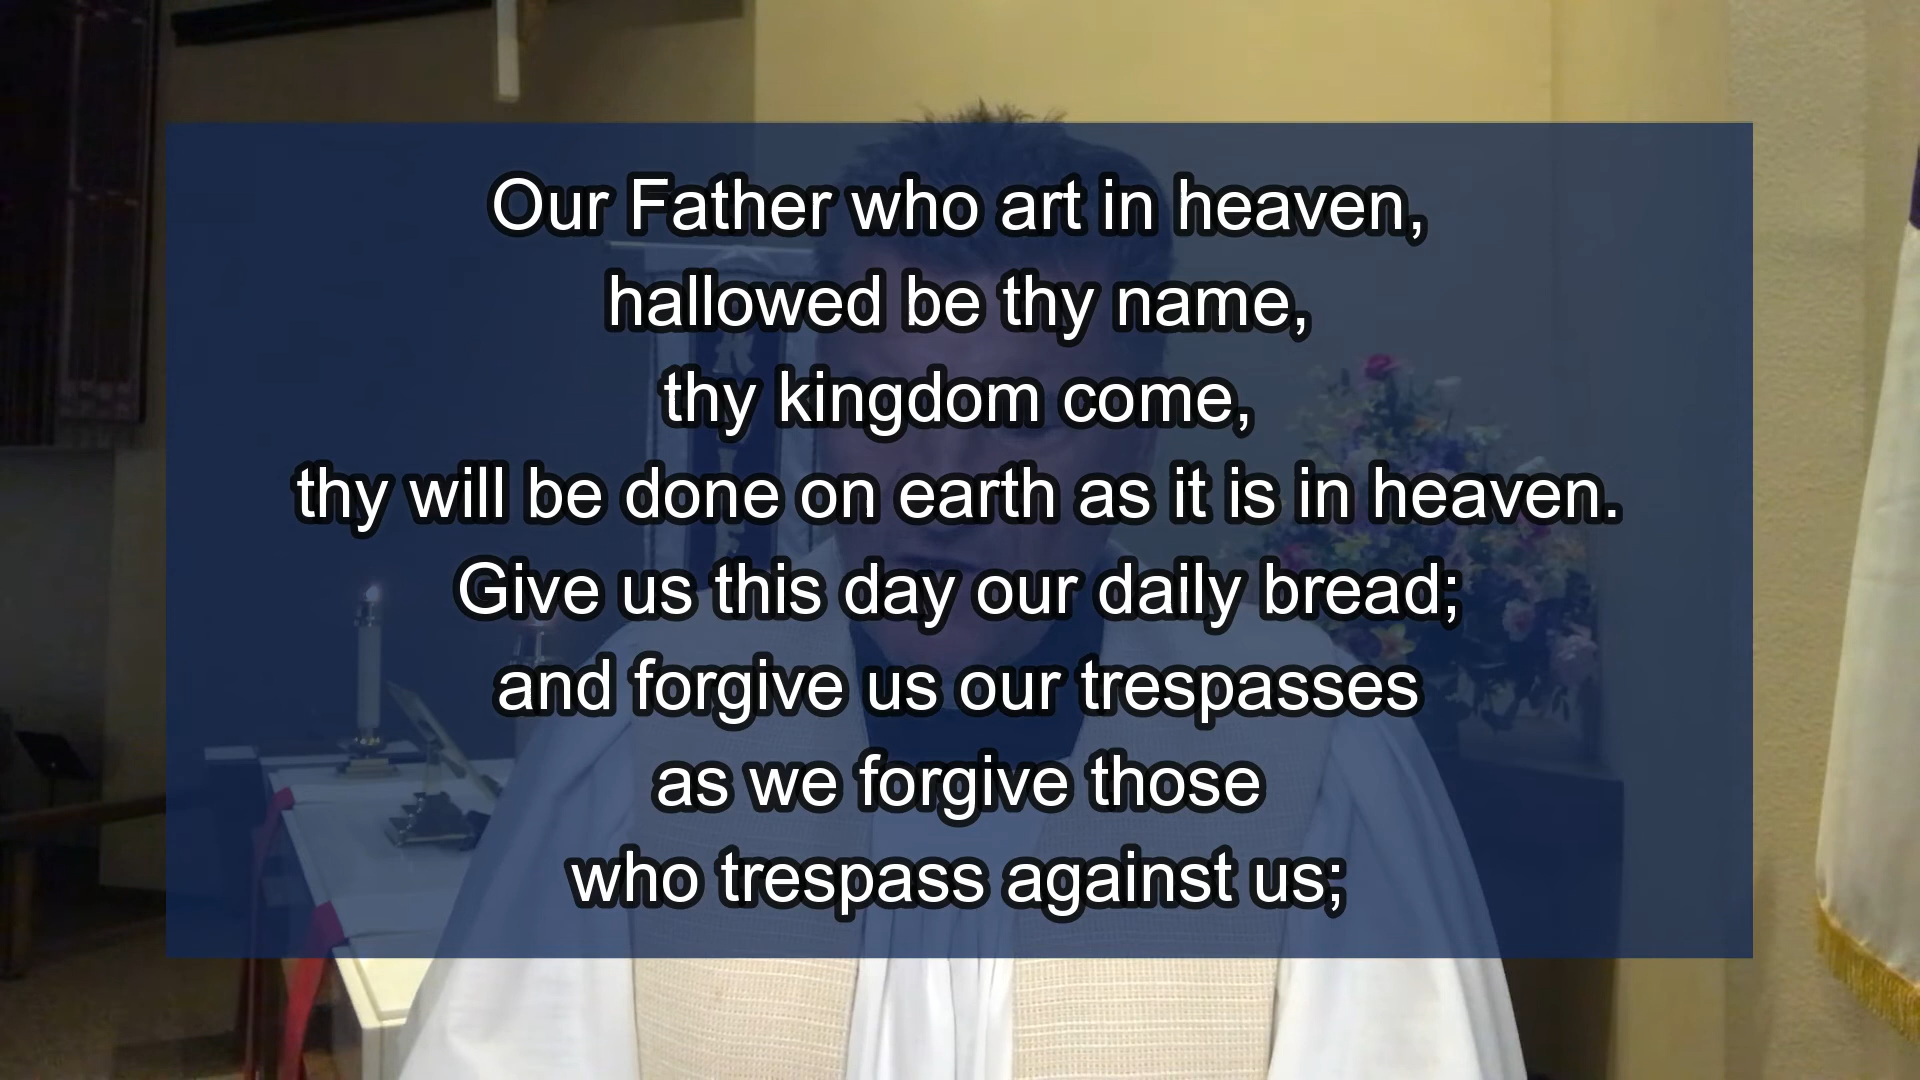 Our Father who art in heaven,
hallowed be thy name,
thy kingdom come,
thy will be done on earth as it is in heaven.
Give us this day our daily bread;
and forgive us our trespasses
as we forgive those
who trespass against us;